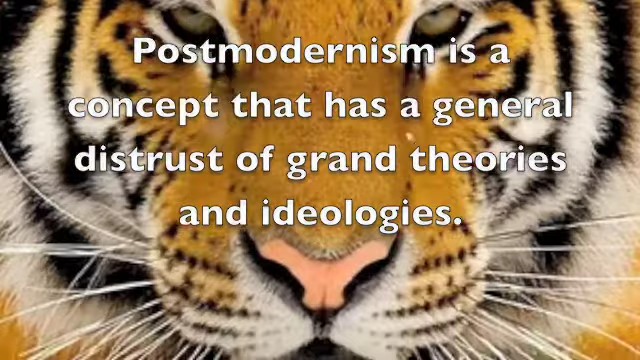 Postmodernism is a
concept that has a general
distrust of grand theories
and ideologies.